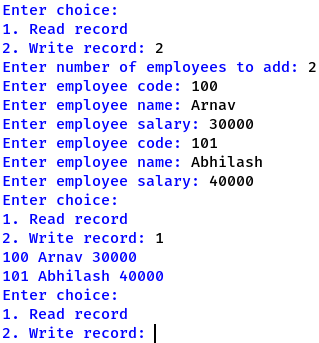 Enter choice:
1. Read record
2. Write record: 2
Enter number of employees to add: 2
Enter employee code: 100
Enter employee name: Arnav
Enter employee salary: 30000
Enter employee code: 101
Enter employee name: Abhilash
Enter employee salary: 40000
Enter choice:
1. Read record
2. Write record: 1
100 Arnav 30000
101 Abhilash 40000
Enter choice:
1. Read record
2. Write record: